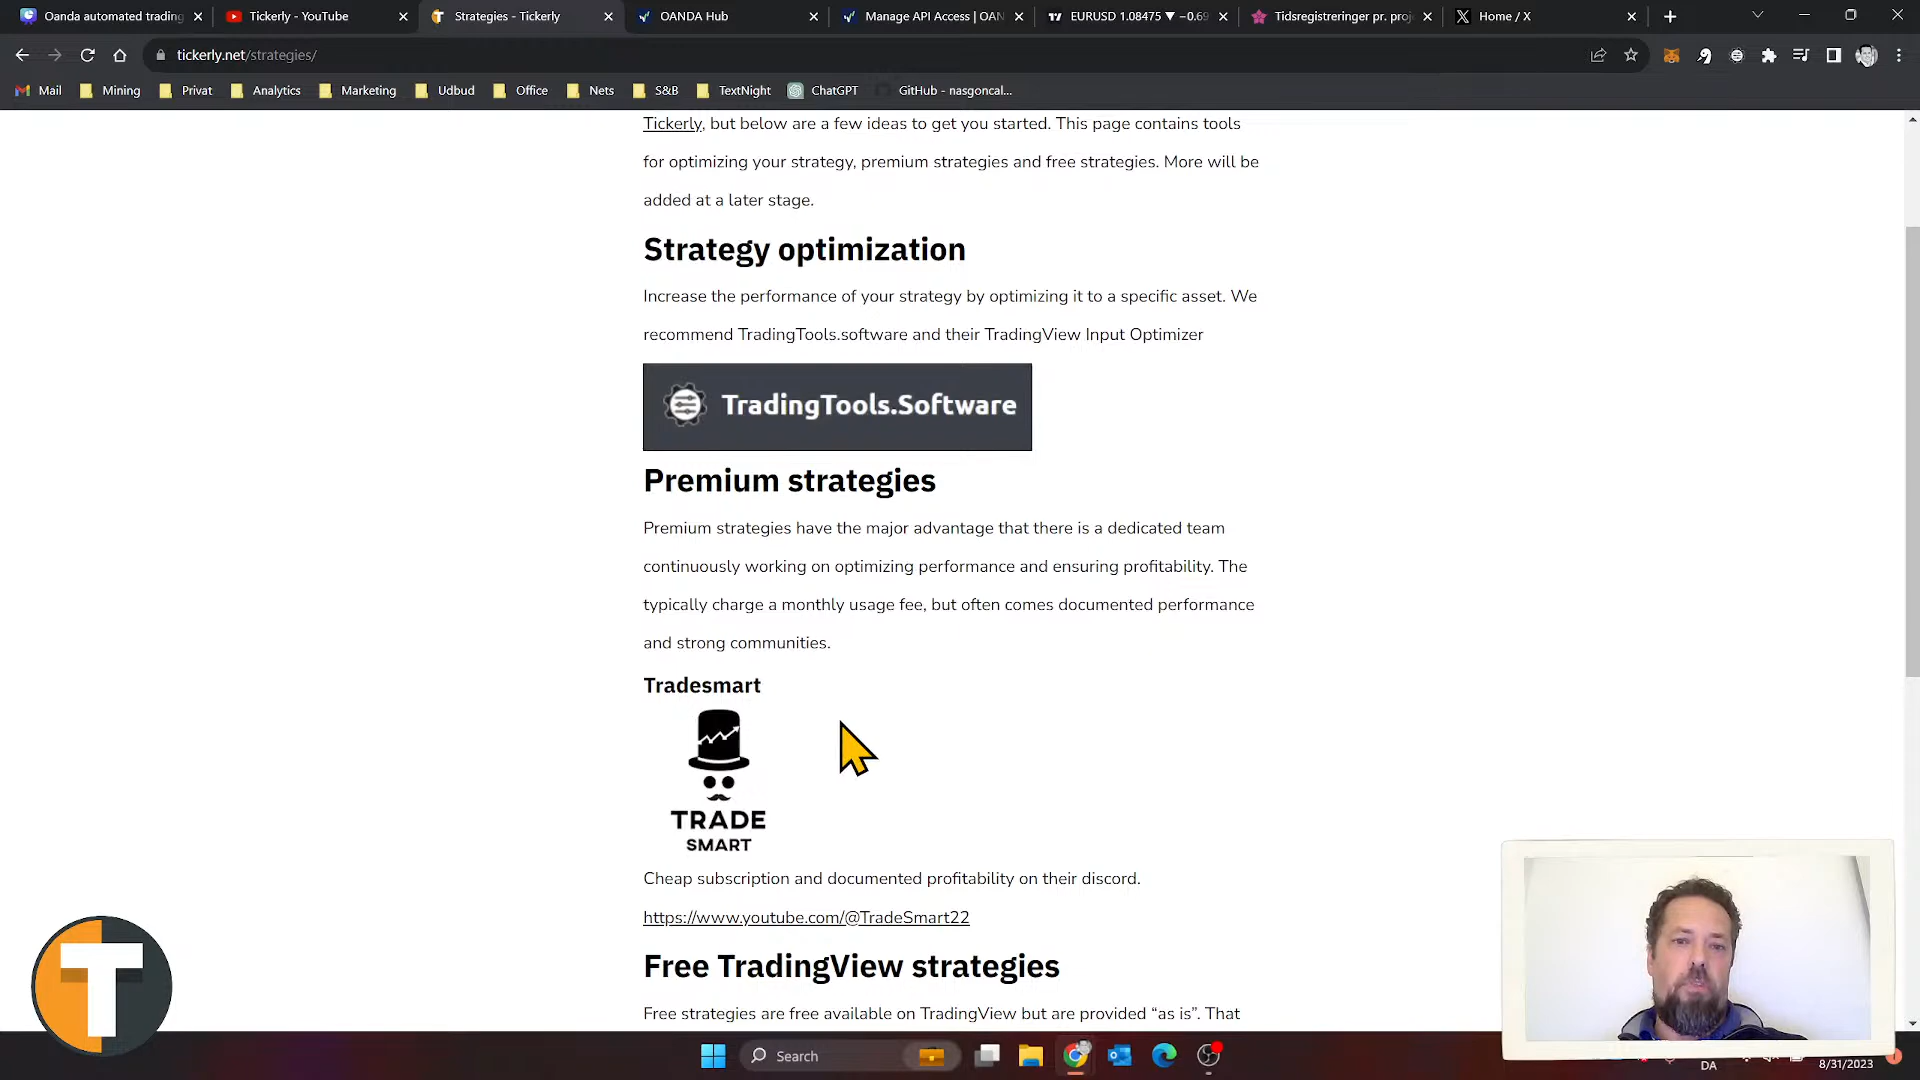 Oanda automated trading
Tickerly - YouTube
Strategies - Tickerly
OANDA Hub
Manage API Access | OAN
EURUSD 1.08475 ▼ −0.69
Tidsregistreringer pr. proj
Home / X
tickerly.net/strategies/
Mail
Mining
Privat
Analytics
Marketing
Udbud
Office
Nets
S&B
TextNight
ChatGPT
GitHub - nasgoncal...
Tickerly, but below are a few ideas to get you started. This page contains tools
for optimizing your strategy, premium strategies and free strategies. More will be
added at a later stage.
Strategy optimization
Increase the performance of your strategy by optimizing it to a specific asset. We
recommend TradingTools.software and their TradingView Input Optimizer
TradingTools.Software
Premium strategies
Premium strategies have the major advantage that there is a dedicated team
continuously working on optimizing performance and ensuring profitability. The
typically charge a monthly usage fee, but often comes documented performance
and strong communities.
Tradesmart
TRADE
SMART
Cheap subscription and documented profitability on their discord.
https://www.youtube.com/@TradeSmart22
Free TradingView strategies
Free strategies are free available on TradingView but are provided “as is”. That
T
Search
DA
8/31/2023